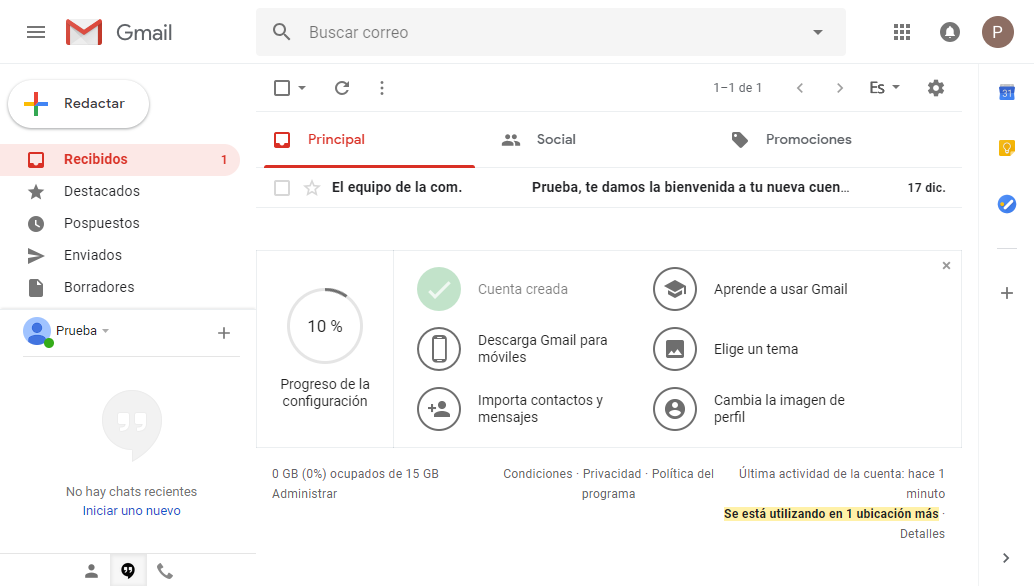 Gmail
Buscar correo
P
Redactar
1–1 de 1
Es
31
Recibidos 1
Destacados
Pospuestos
Enviados
Borradores
Principal
Social
Promociones
El equipo de la com. Prueba, te damos la bienvenida a tu nueva cuen... 17 dic.
Prueba
No hay chats recientes
Iniciar uno nuevo
10 %
Progreso de la
configuración
Cuenta creada
Aprende a usar Gmail
Descarga Gmail para
móviles
Elige un tema
Importa contactos y
mensajes
Cambia la imagen de
perfil
0 GB (0%) ocupados de 15 GB
Administrar
Condiciones · Privacidad · Política del
programa
Última actividad de la cuenta: hace 1
minuto
Se está utilizando en 1 ubicación más ·
Detalles